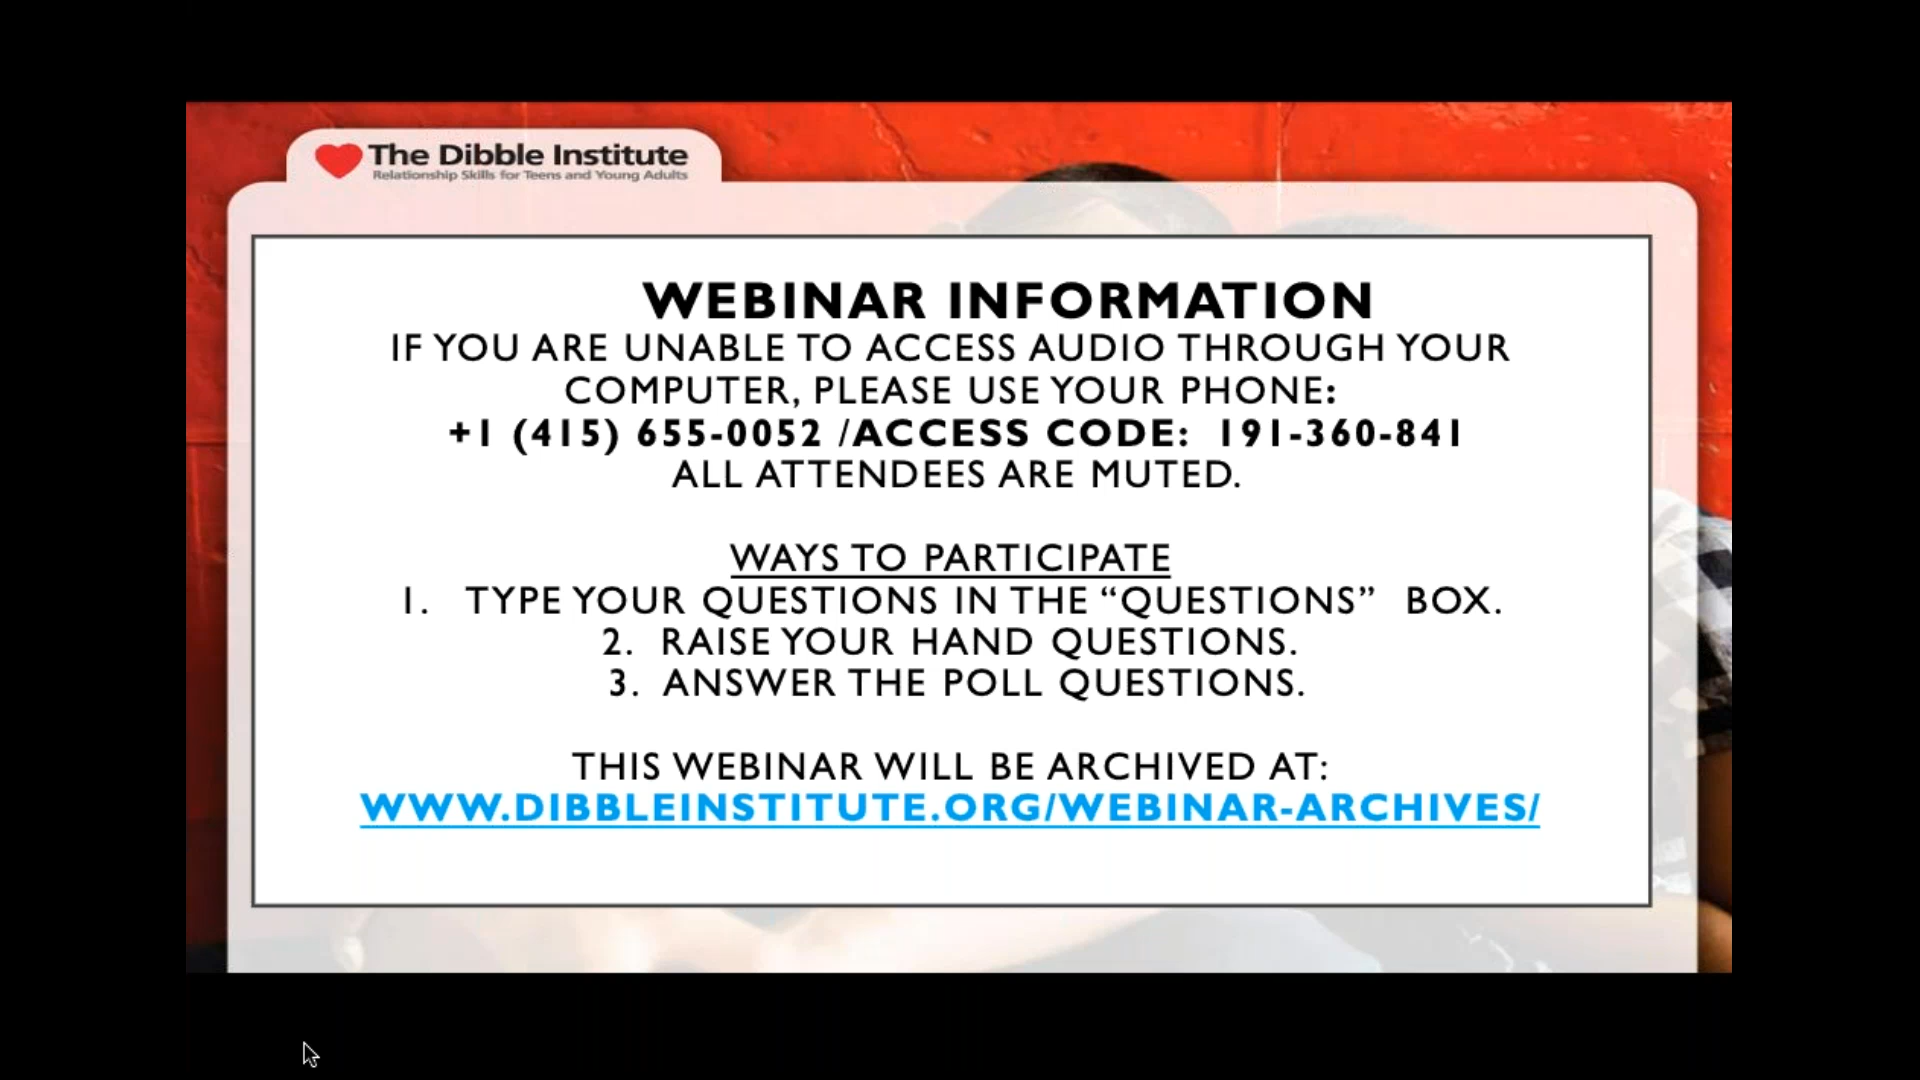 The Dibble Institute
Relationship Skills for Teens and Young Adults
WEBINAR INFORMATION
IF YOU ARE UNABLE TO ACCESS AUDIO THROUGH YOUR
COMPUTER, PLEASE USE YOUR PHONE:
+1 (415) 655-0052 /ACCESS CODE: 191-360-841
ALL ATTENDEES ARE MUTED.
WAYS TO PARTICIPATE
1. TYPE YOUR QUESTIONS IN THE “QUESTIONS” BOX.
2. RAISE YOUR HAND QUESTIONS.
3. ANSWER THE POLL QUESTIONS.
THIS WEBINAR WILL BE ARCHIVED AT:
WWW.DIBBLEINSTITUTE.ORG/WEBINAR-ARCHIVES/